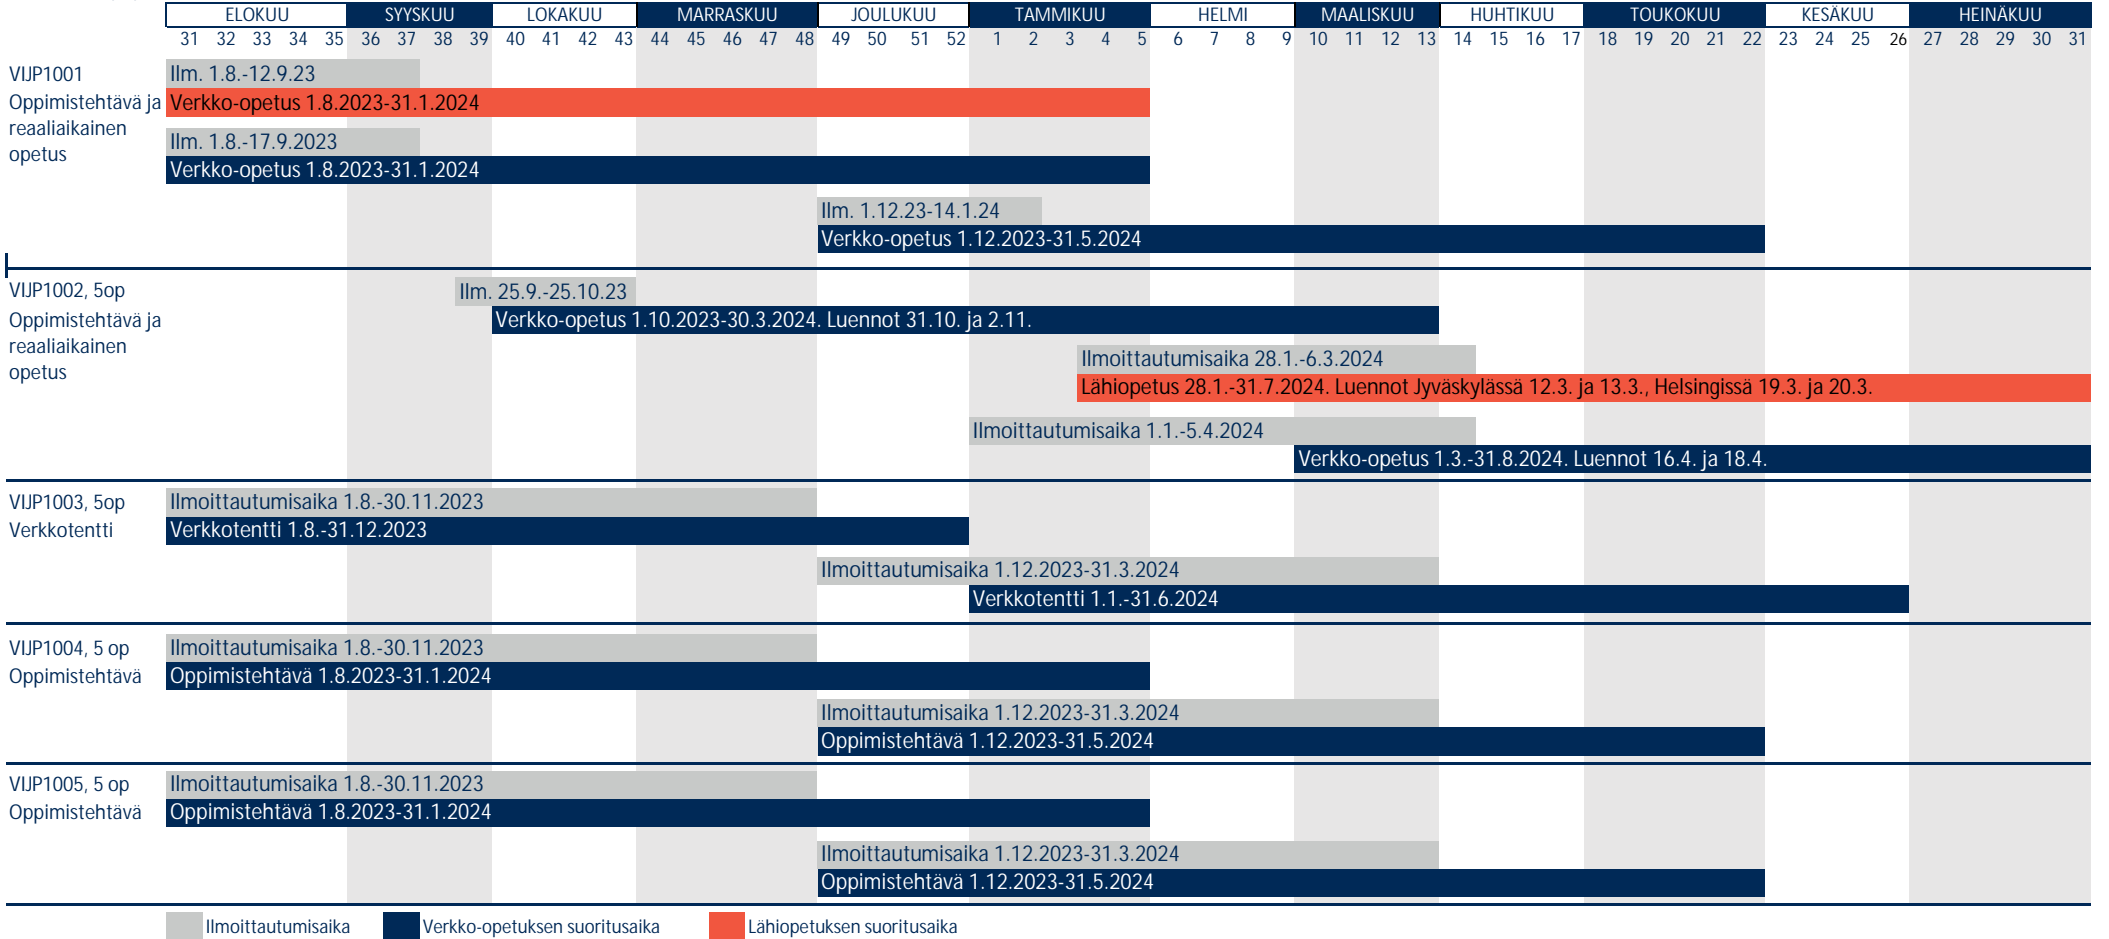 ELOKUU SYYSKUU LOKAKUU MARRASKUU JOULUKUU TAMMIKUU HELMI MAALISKUU HUHTIKUU TOUKOKUU KESÄKUU HEINÄKUU
31 32 33 34 35 36 37 38 39 40 41 42 43 44 45 46 47 48 49 50 51 52 1 2 3 4 5 6 7 8 9 10 11 12 13 14 15 16 17 18 19 20 21 22 23 24 25 26 27 28 29 30 31
VIJP1001
Oppimistehtävä ja
reaaliaikainen
opetus
Ilm. 1.8.-12.9.23
Verkko-opetus 1.8.2023-31.1.2024
Ilm. 1.8.-17.9.2023
Verkko-opetus 1.8.2023-31.1.2024
Ilm. 1.12.23-14.1.24
Verkko-opetus 1.12.2023-31.5.2024
VIJP1002, 5op
Oppimistehtävä ja
reaaliaikainen
opetus
Ilm. 25.9.-25.10.23
Verkko-opetus 1.10.2023-30.3.2024. Luennot 31.10. ja 2.11.
Ilmoittautumisaika 28.1.-6.3.2024
Lähiopetus 28.1.-31.7.2024. Luennot Jyväskylässä 12.3. ja 13.3., Helsingissä 19.3. ja 20.3.
Ilmoittautumisaika 1.1.-5.4.2024
Verkko-opetus 1.3.-31.8.2024. Luennot 16.4. ja 18.4.
VIJP1003, 5op
Verkkotentti
Ilmoittautumisaika 1.8.-30.11.2023
Verkkotentti 1.8.-31.12.2023
Ilmoittautumisaika 1.12.2023-31.3.2024
Verkkotentti 1.1.-31.6.2024
VIJP1004, 5 op
Oppimistehtävä
Ilmoittautumisaika 1.8.-30.11.2023
Oppimistehtävä 1.8.2023-31.1.2024
Ilmoittautumisaika 1.12.2023-31.3.2024
Oppimistehtävä 1.12.2023-31.5.2024
VIJP1005, 5 op
Oppimistehtävä
Ilmoittautumisaika 1.8.-30.11.2023
Oppimistehtävä 1.8.2023-31.1.2024
Ilmoittautumisaika 1.12.2023-31.3.2024
Oppimistehtävä 1.12.2023-31.5.2024
Ilmoittautumisaika Verkko-opetuksen suoritusaika Lähiopetuksen suoritusaika